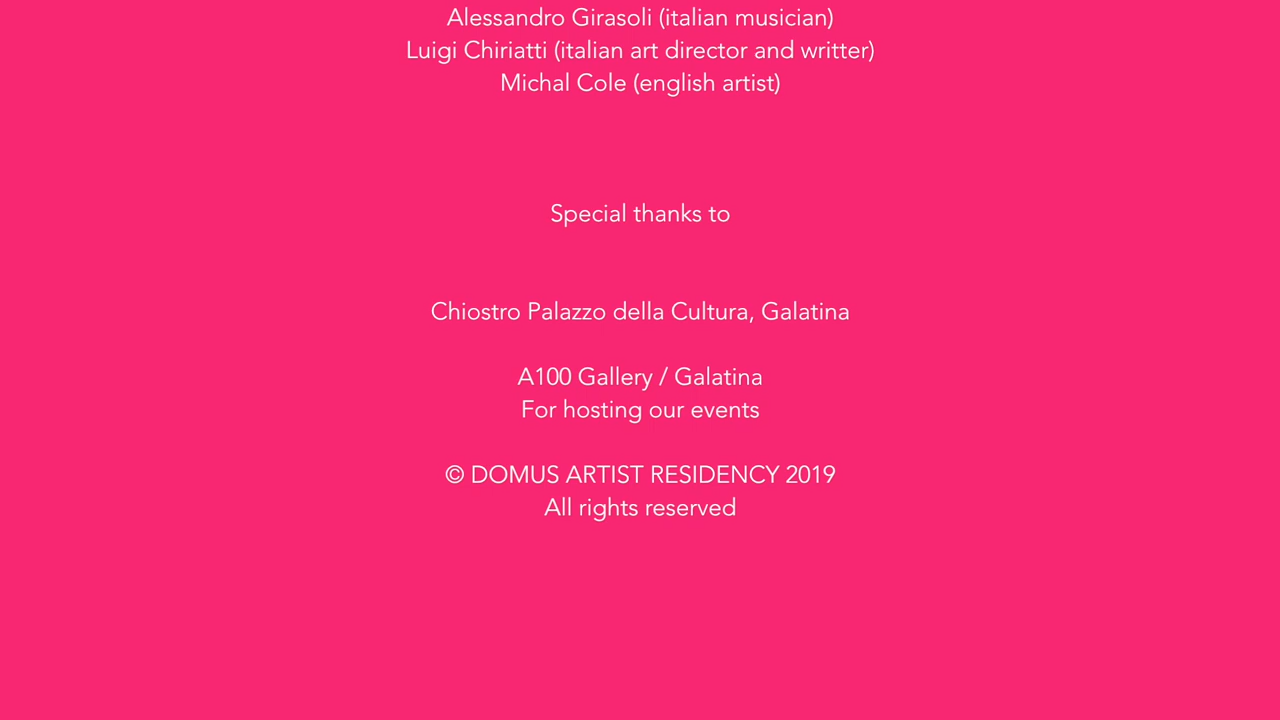 Alessandro Girasoli (italian musician)
Luigi Chiriatti (italian art director and writter)
Michal Cole (english artist)
Special thanks to
Chiostro Palazzo della Cultura, Galatina
A100 Gallery / Galatina
For hosting our events
© DOMUS ARTIST RESIDENCY 2019
All rights reserved